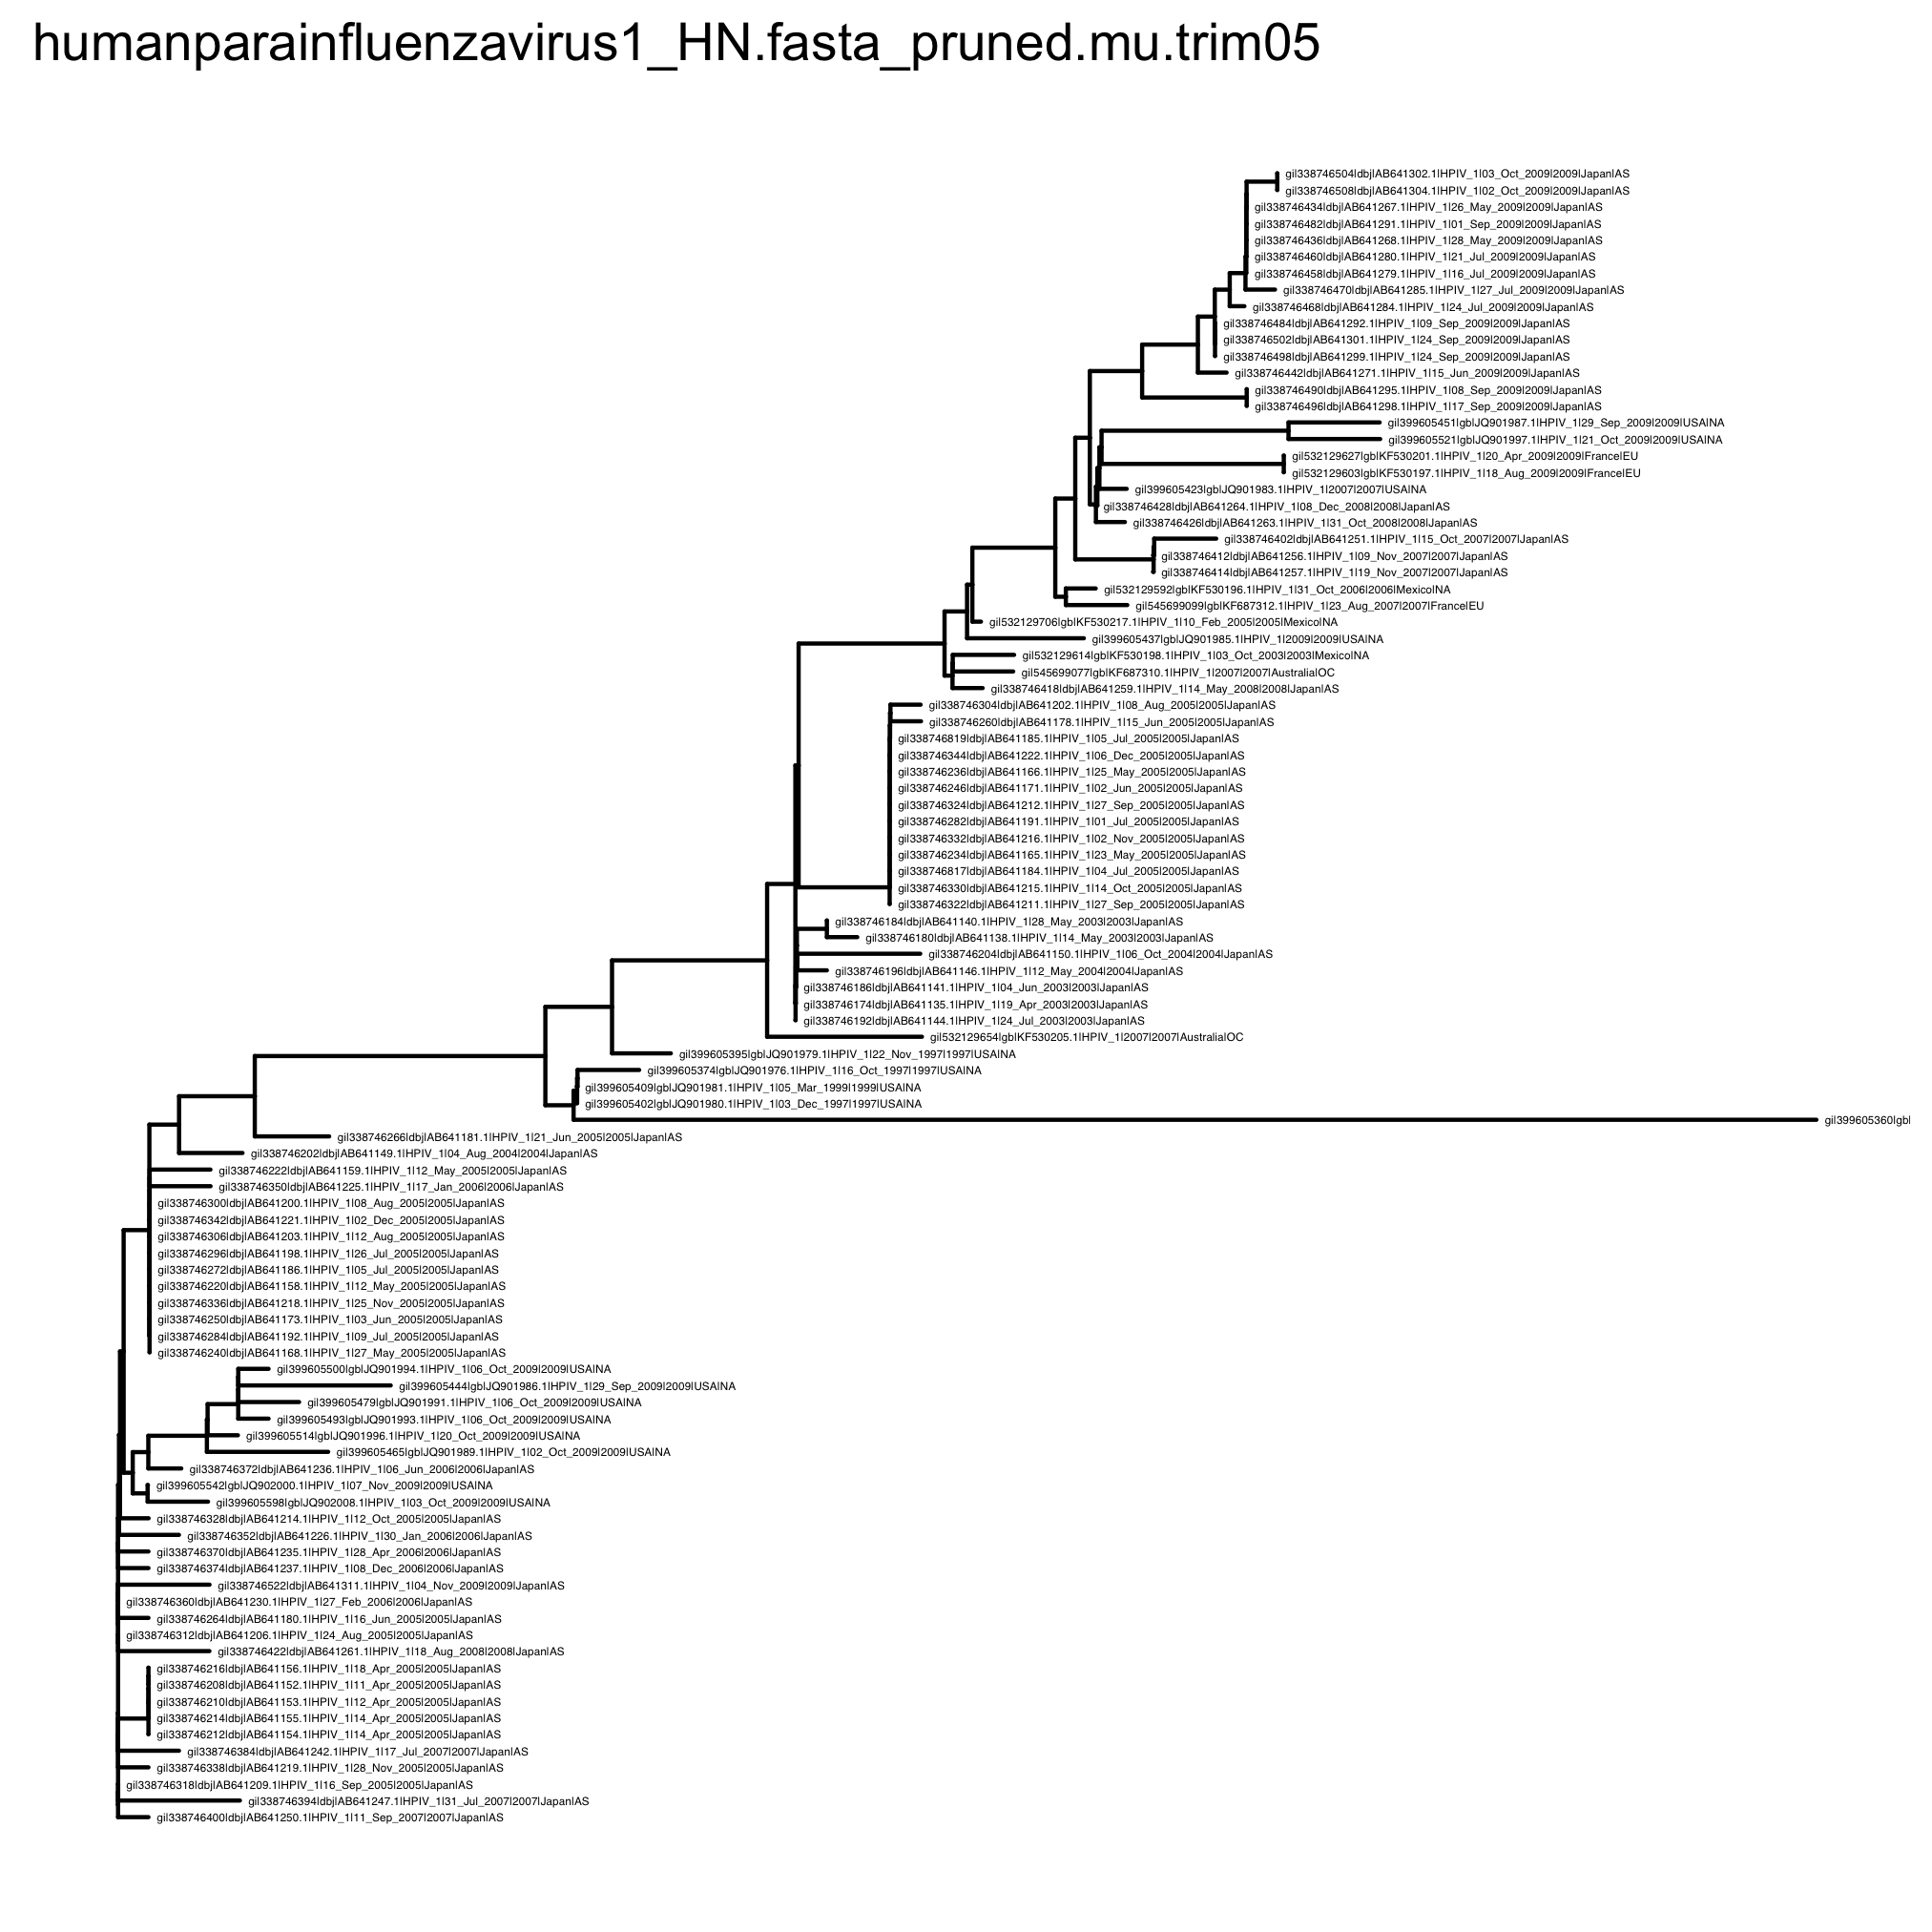 humanparainfluenzavirus1_HN.fasta_pruned.mu.trim05
gi|338746504|dbj|AB641302.1|HPIV_1|03_Oct_2009|2009|Japan|AS
gi|338746508|dbj|AB641304.1|HPIV_1|02_Oct_2009|2009|Japan|AS
gi|338746434|dbj|AB641267.1|HPIV_1|26_May_2009|2009|Japan|AS
gi|338746482|dbj|AB641291.1|HPIV_1|01_Sep_2009|2009|Japan|AS
gi|338746436|dbj|AB641268.1|HPIV_1|28_May_2009|2009|Japan|AS
gi|338746460|dbj|AB641280.1|HPIV_1|21_Jul_2009|2009|Japan|AS
gi|338746458|dbj|AB641279.1|HPIV_1|16_Jul_2009|2009|Japan|AS
gi|338746470|dbj|AB641285.1|HPIV_1|27_Jul_2009|2009|Japan|AS
gi|338746468|dbj|AB641284.1|HPIV_1|24_Jul_2009|2009|Japan|AS
gi|338746484|dbj|AB641292.1|HPIV_1|09_Sep_2009|2009|Japan|AS
gi|338746502|dbj|AB641301.1|HPIV_1|24_Sep_2009|2009|Japan|AS
gi|338746498|dbj|AB641299.1|HPIV_1|24_Sep_2009|2009|Japan|AS
gi|338746442|dbj|AB641271.1|HPIV_1|15_Jun_2009|2009|Japan|AS
gi|338746490|dbj|AB641295.1|HPIV_1|08_Sep_2009|2009|Japan|AS
gi|338746496|dbj|AB641298.1|HPIV_1|17_Sep_2009|2009|Japan|AS
gi|399605451|gb|JQ901987.1|HPIV_1|29_Sep_2009|2009|USA|NA
gi|399605521|gb|JQ901997.1|HPIV_1|21_Oct_2009|2009|USA|NA
gi|532129627|gb|KF530201.1|HPIV_1|20_Apr_2009|2009|France|EU
gi|532129603|gb|KF530197.1|HPIV_1|18_Aug_2009|2009|France|EU
gi|399605423|gb|JQ901983.1|HPIV_1|2007|2007|USA|NA
gi|338746428|dbj|AB641264.1|HPIV_1|08_Dec_2008|2008|Japan|AS
gi|338746426|dbj|AB641263.1|HPIV_1|31_Oct_2008|2008|Japan|AS
gi|338746402|dbj|AB641251.1|HPIV_1|15_Oct_2007|2007|Japan|AS
gi|338746412|dbj|AB641256.1|HPIV_1|09_Nov_2007|2007|Japan|AS
gi|338746414|dbj|AB641257.1|HPIV_1|19_Nov_2007|2007|Japan|AS
gi|532129592|gb|KF530196.1|HPIV_1|31_Oct_2006|2006|Mexico|NA
gi|545699099|gb|KF687312.1|HPIV_1|23_Aug_2007|2007|France|EU
gi|532129706|gb|KF530217.1|HPIV_1|10_Feb_2005|2005|Mexico|NA
gi|399605437|gb|JQ901985.1|HPIV_1|2009|2009|USA|NA
gi|532129614|gb|KF530198.1|HPIV_1|03_Oct_2003|2003|Mexico|NA
gi|545699077|gb|KF687310.1|HPIV_1|2007|2007|Australia|OC
gi|338746418|dbj|AB641259.1|HPIV_1|14_May_2008|2008|Japan|AS
gi|338746304|dbj|AB641202.1|HPIV_1|08_Aug_2005|2005|Japan|AS
gi|338746260|dbj|AB641178.1|HPIV_1|15_Jun_2005|2005|Japan|AS
gi|338746819|dbj|AB641185.1|HPIV_1|05_Jul_2005|2005|Japan|AS
gi|338746344|dbj|AB641222.1|HPIV_1|06_Dec_2005|2005|Japan|AS
gi|338746236|dbj|AB641166.1|HPIV_1|25_May_2005|2005|Japan|AS
gi|338746246|dbj|AB641171.1|HPIV_1|02_Jun_2005|2005|Japan|AS
gi|338746324|dbj|AB641212.1|HPIV_1|27_Sep_2005|2005|Japan|AS
gi|338746282|dbj|AB641191.1|HPIV_1|01_Jul_2005|2005|Japan|AS
gi|338746332|dbj|AB641216.1|HPIV_1|02_Nov_2005|2005|Japan|AS
gi|338746234|dbj|AB641165.1|HPIV_1|23_May_2005|2005|Japan|AS
gi|338746817|dbj|AB641184.1|HPIV_1|04_Jul_2005|2005|Japan|AS
gi|338746330|dbj|AB641215.1|HPIV_1|14_Oct_2005|2005|Japan|AS
gi|338746322|dbj|AB641211.1|HPIV_1|27_Sep_2005|2005|Japan|AS
gi|338746184|dbj|AB641140.1|HPIV_1|28_May_2003|2003|Japan|AS
gi|338746180|dbj|AB641138.1|HPIV_1|14_May_2003|2003|Japan|AS
gi|338746204|dbj|AB641150.1|HPIV_1|06_Oct_2004|2004|Japan|AS
gi|338746196|dbj|AB641146.1|HPIV_1|12_May_2004|2004|Japan|AS
gi|338746186|dbj|AB641141.1|HPIV_1|04_Jun_2003|2003|Japan|AS
gi|338746174|dbj|AB641135.1|HPIV_1|19_Apr_2003|2003|Japan|AS
gi|338746192|dbj|AB641144.1|HPIV_1|24_Jul_2003|2003|Japan|AS
gi|532129654|gb|KF530205.1|HPIV_1|2007|2007|Australia|OC
gi|399605395|gb|JQ901979.1|HPIV_1|22_Nov_1997|1997|USA|NA
gi|399605374|gb|JQ901976.1|HPIV_1|16_Oct_1997|1997|USA|NA
gi|399605409|gb|JQ901981.1|HPIV_1|05_Mar_1999|1999|USA|NA
gi|399605402|gb|JQ901980.1|HPIV_1|03_Dec_1997|1997|USA|NA
gi|399605360|gb|
gi|338746266|dbj|AB641181.1|HPIV_1|21_Jun_2005|2005|Japan|AS
gi|338746202|dbj|AB641149.1|HPIV_1|04_Aug_2004|2004|Japan|AS
gi|338746222|dbj|AB641159.1|HPIV_1|12_May_2005|2005|Japan|AS
gi|338746350|dbj|AB641225.1|HPIV_1|17_Jan_2006|2006|Japan|AS
gi|338746300|dbj|AB641200.1|HPIV_1|08_Aug_2005|2005|Japan|AS
gi|338746342|dbj|AB641221.1|HPIV_1|02_Dec_2005|2005|Japan|AS
gi|338746306|dbj|AB641203.1|HPIV_1|12_Aug_2005|2005|Japan|AS
gi|338746296|dbj|AB641198.1|HPIV_1|26_Jul_2005|2005|Japan|AS
gi|338746272|dbj|AB641186.1|HPIV_1|05_Jul_2005|2005|Japan|AS
gi|338746220|dbj|AB641158.1|HPIV_1|12_May_2005|2005|Japan|AS
gi|338746336|dbj|AB641218.1|HPIV_1|25_Nov_2005|2005|Japan|AS
gi|338746250|dbj|AB641173.1|HPIV_1|03_Jun_2005|2005|Japan|AS
gi|338746284|dbj|AB641192.1|HPIV_1|09_Jul_2005|2005|Japan|AS
gi|338746240|dbj|AB641168.1|HPIV_1|27_May_2005|2005|Japan|AS
gi|399605500|gb|JQ901994.1|HPIV_1|06_Oct_2009|2009|USA|NA
gi|399605444|gb|JQ901986.1|HPIV_1|29_Sep_2009|2009|USA|NA
gi|399605479|gb|JQ901991.1|HPIV_1|06_Oct_2009|2009|USA|NA
gi|399605493|gb|JQ901993.1|HPIV_1|06_Oct_2009|2009|USA|NA
gi|399605514|gb|JQ901996.1|HPIV_1|20_Oct_2009|2009|USA|NA
gi|399605465|gb|JQ901989.1|HPIV_1|02_Oct_2009|2009|USA|NA
gi|338746372|dbj|AB641236.1|HPIV_1|06_Jun_2006|2006|Japan|AS
gi|399605542|gb|JQ902000.1|HPIV_1|07_Nov_2009|2009|USA|NA
gi|399605598|gb|JQ902008.1|HPIV_1|03_Oct_2009|2009|USA|NA
gi|338746328|dbj|AB641214.1|HPIV_1|12_Oct_2005|2005|Japan|AS
gi|338746352|dbj|AB641226.1|HPIV_1|30_Jan_2006|2006|Japan|AS
gi|338746370|dbj|AB641235.1|HPIV_1|28_Apr_2006|2006|Japan|AS
gi|338746374|dbj|AB641237.1|HPIV_1|08_Dec_2006|2006|Japan|AS
gi|338746522|dbj|AB641311.1|HPIV_1|04_Nov_2009|2009|Japan|AS
gi|338746360|dbj|AB641230.1|HPIV_1|27_Feb_2006|2006|Japan|AS
gi|338746264|dbj|AB641180.1|HPIV_1|16_Jun_2005|2005|Japan|AS
gi|338746312|dbj|AB641206.1|HPIV_1|24_Aug_2005|2005|Japan|AS
gi|338746422|dbj|AB641261.1|HPIV_1|18_Aug_2008|2008|Japan|AS
gi|338746216|dbj|AB641156.1|HPIV_1|18_Apr_2005|2005|Japan|AS
gi|338746208|dbj|AB641152.1|HPIV_1|11_Apr_2005|2005|Japan|AS
gi|338746210|dbj|AB641153.1|HPIV_1|12_Apr_2005|2005|Japan|AS
gi|338746214|dbj|AB641155.1|HPIV_1|14_Apr_2005|2005|Japan|AS
gi|338746212|dbj|AB641154.1|HPIV_1|14_Apr_2005|2005|Japan|AS
gi|338746384|dbj|AB641242.1|HPIV_1|17_Jul_2007|2007|Japan|AS
gi|338746338|dbj|AB641219.1|HPIV_1|28_Nov_2005|2005|Japan|AS
gi|338746318|dbj|AB641209.1|HPIV_1|16_Sep_2005|2005|Japan|AS
gi|338746394|dbj|AB641247.1|HPIV_1|31_Jul_2007|2007|Japan|AS
gi|338746400|dbj|AB641250.1|HPIV_1|11_Sep_2007|2007|Japan|AS